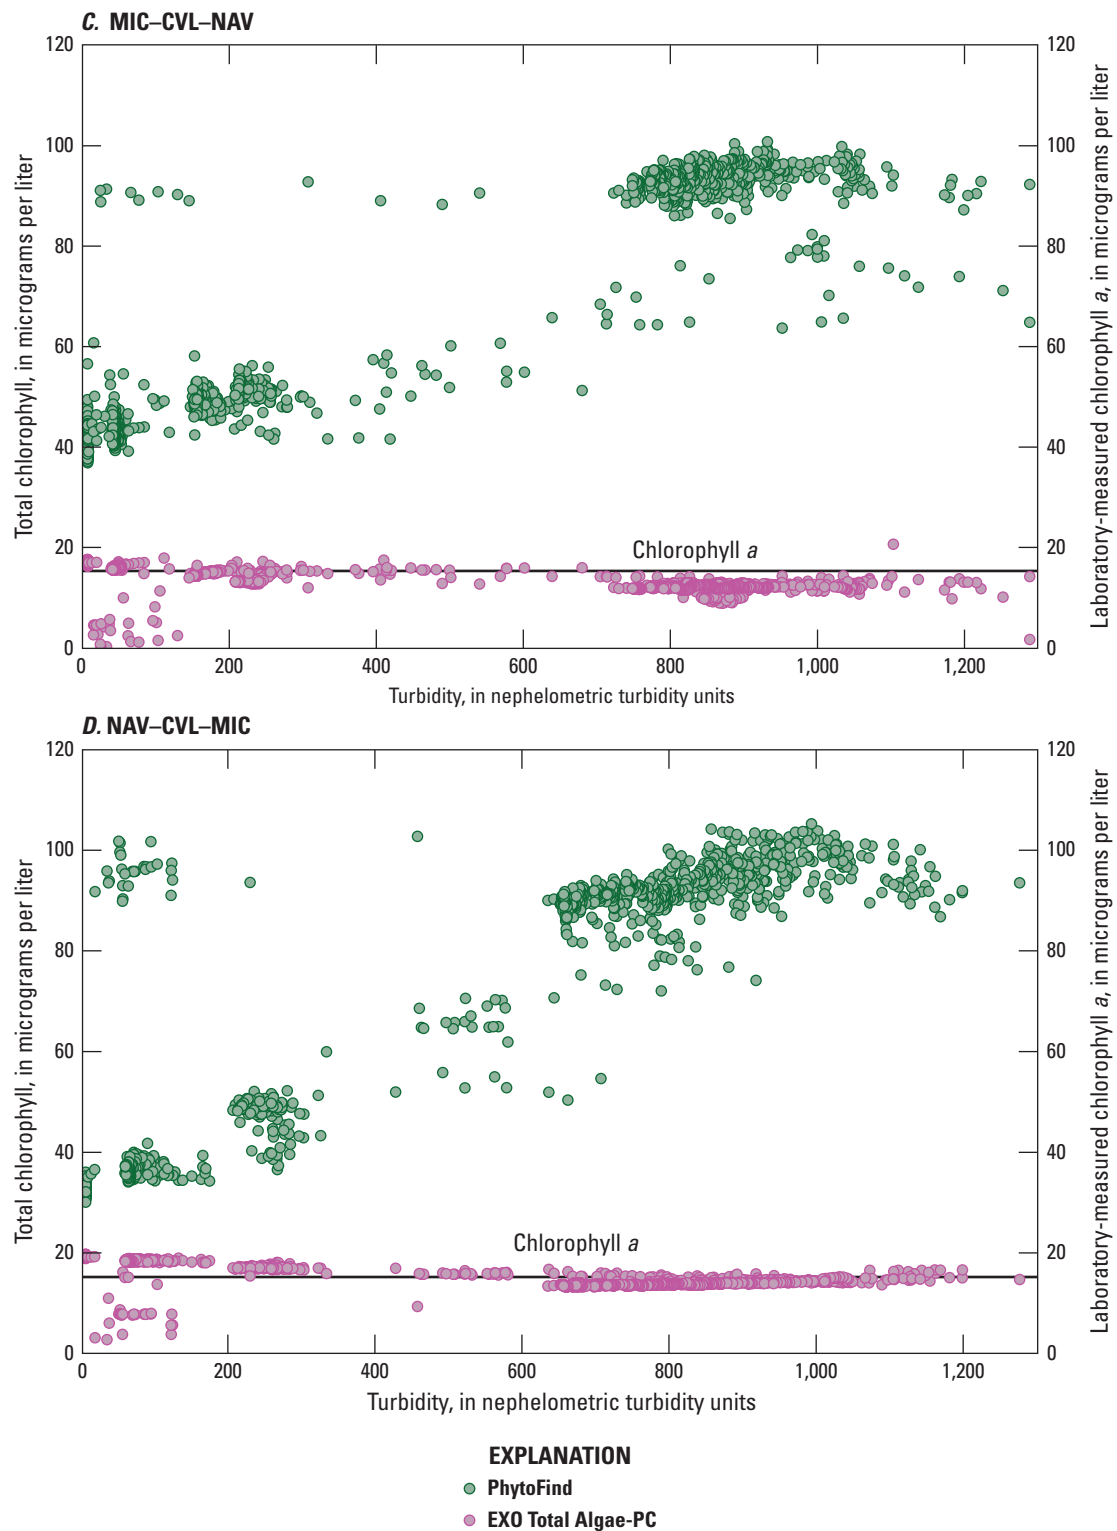 C. MIC–CVL–NAV
120
100
80
60
40
20
0
Total chlorophyll, in micrograms per liter
120
100
80
60
40
20
0
Laboratory-measured chlorophyll a, in micrograms per liter
Chlorophyll a
0 200 400 600 800 1,000 1,200
Turbidity, in nephelometric turbidity units
D. NAV–CVL–MIC
120
100
80
60
40
20
0
Total chlorophyll, in micrograms per liter
120
100
80
60
40
20
0
Laboratory-measured chlorophyll a, in micrograms per liter
Chlorophyll a
0 200 400 600 800 1,000 1,200
Turbidity, in nephelometric turbidity units
EXPLANATION
PhytoFind
EXO Total Algae-PC